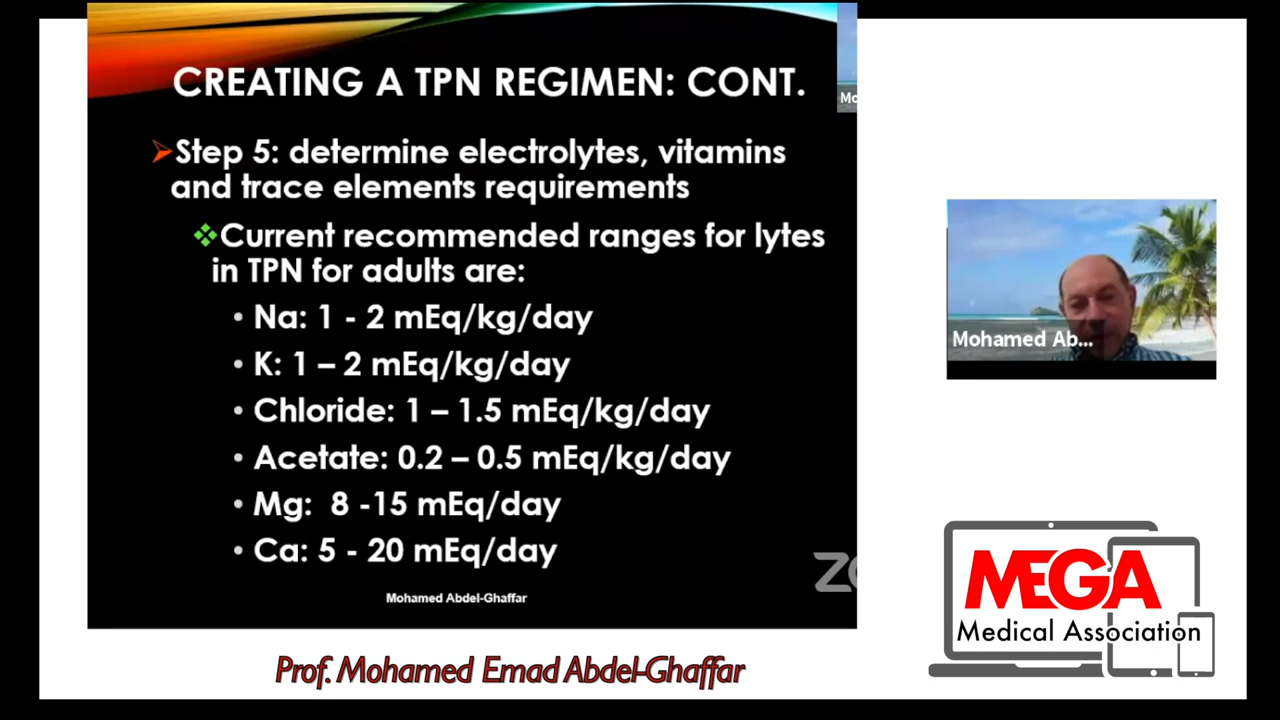 CREATING A TPN REGIMEN: CONT.
Step 5: determine electrolytes, vitamins
and trace elements requirements
Current recommended ranges for lytes
in TPN for adults are:
• Na: 1 - 2 mEq/kg/day
• K: 1 – 2 mEq/kg/day
• Chloride: 1 – 1.5 mEq/kg/day
• Acetate: 0.2 – 0.5 mEq/kg/day
• Mg: 8 -15 mEq/day
• Ca: 5 - 20 mEq/day
Mohamed Abdel-Ghaffar
Mo
Mohamed Ab...
MEGA
Medical Association
Prof. Mohamed Emad Abdel-Ghaffar